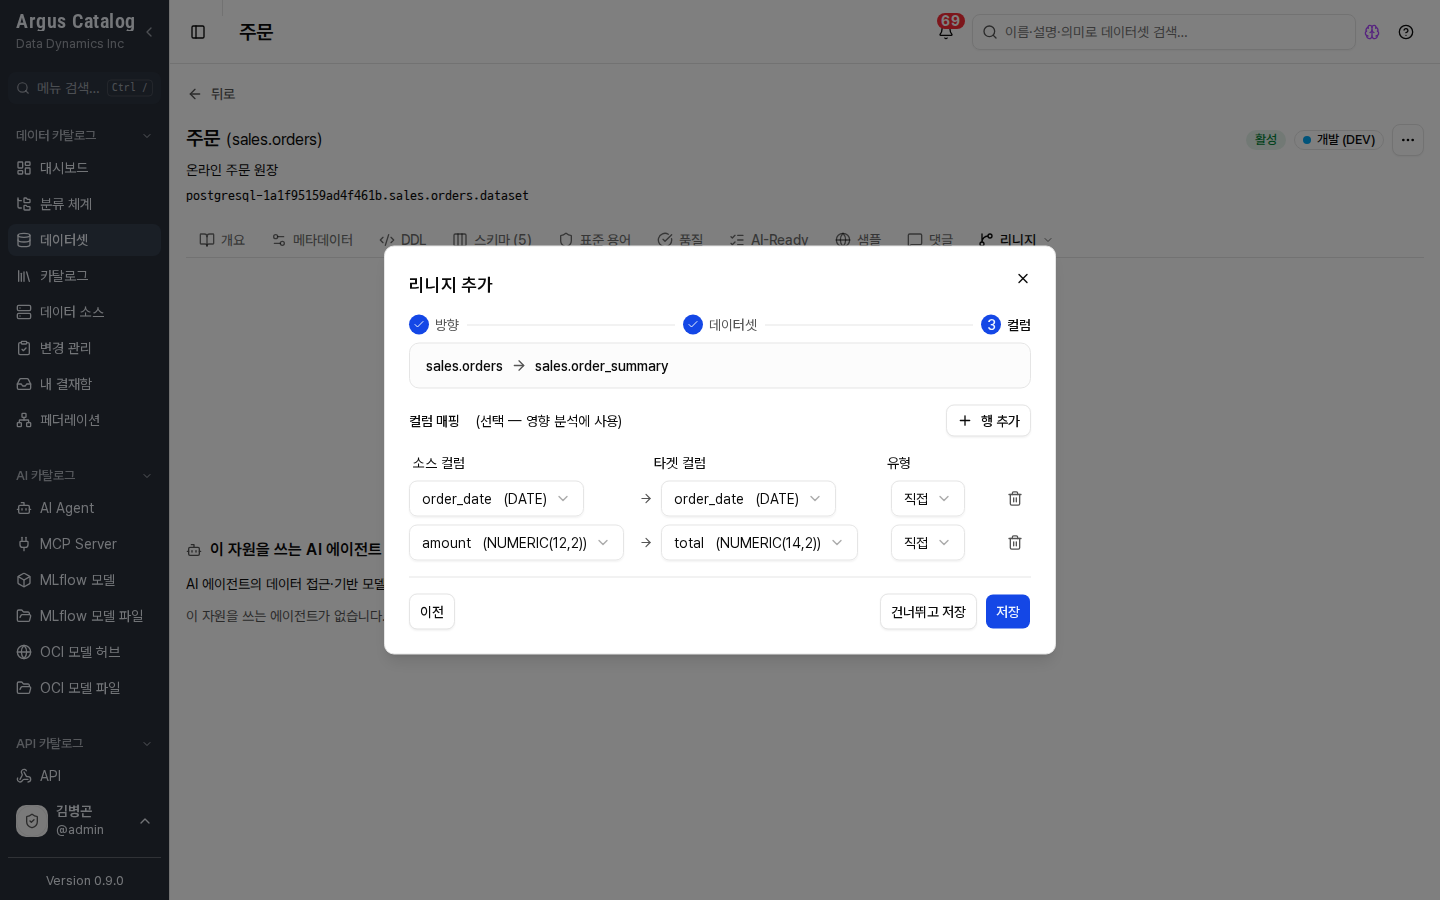 Argus Catalog
Data Dynamics Inc
메뉴 검색... Ctrl /
데이터 카탈로그
대시보드
분류 체계
데이터셋
카탈로그
데이터 소스
변경 관리
내 결재함
페더레이션
AI 카탈로그
AI Agent
MCP Server
MLflow 모델
MLflow 모델 파일
OCI 모델 허브
OCI 모델 파일
API 카탈로그
API
김병곤
@admin
Version 0.9.0
주문
69
이름·설명·의미로 데이터셋 검색...
뒤로
주문 (sales.orders)
활성
개발 (DEV)
온라인 주문 원장
postgresql-1a1f95159ad4f461b.sales.orders.dataset
개요 메타데이터 DDL 스키마 (5) 표준 용어 품질 AI-Ready 샘플 댓글 리니지
이 자원을 쓰는 AI 에이전트
AI 에이전트의 데이터 접근·기반 모델
이 자원을 쓰는 에이전트가 없습니다.
리니지 추가
방향 데이터셋 3 컬럼
sales.orders → sales.order_summary
컬럼 매핑 (선택 — 영향 분석에 사용)
행 추가
소스 컬럼 타겟 컬럼 유형
order_date (DATE) → order_date (DATE) 직접
amount (NUMERIC(12,2)) → total (NUMERIC(14,2)) 직접
이전 건너뛰고 저장 저장